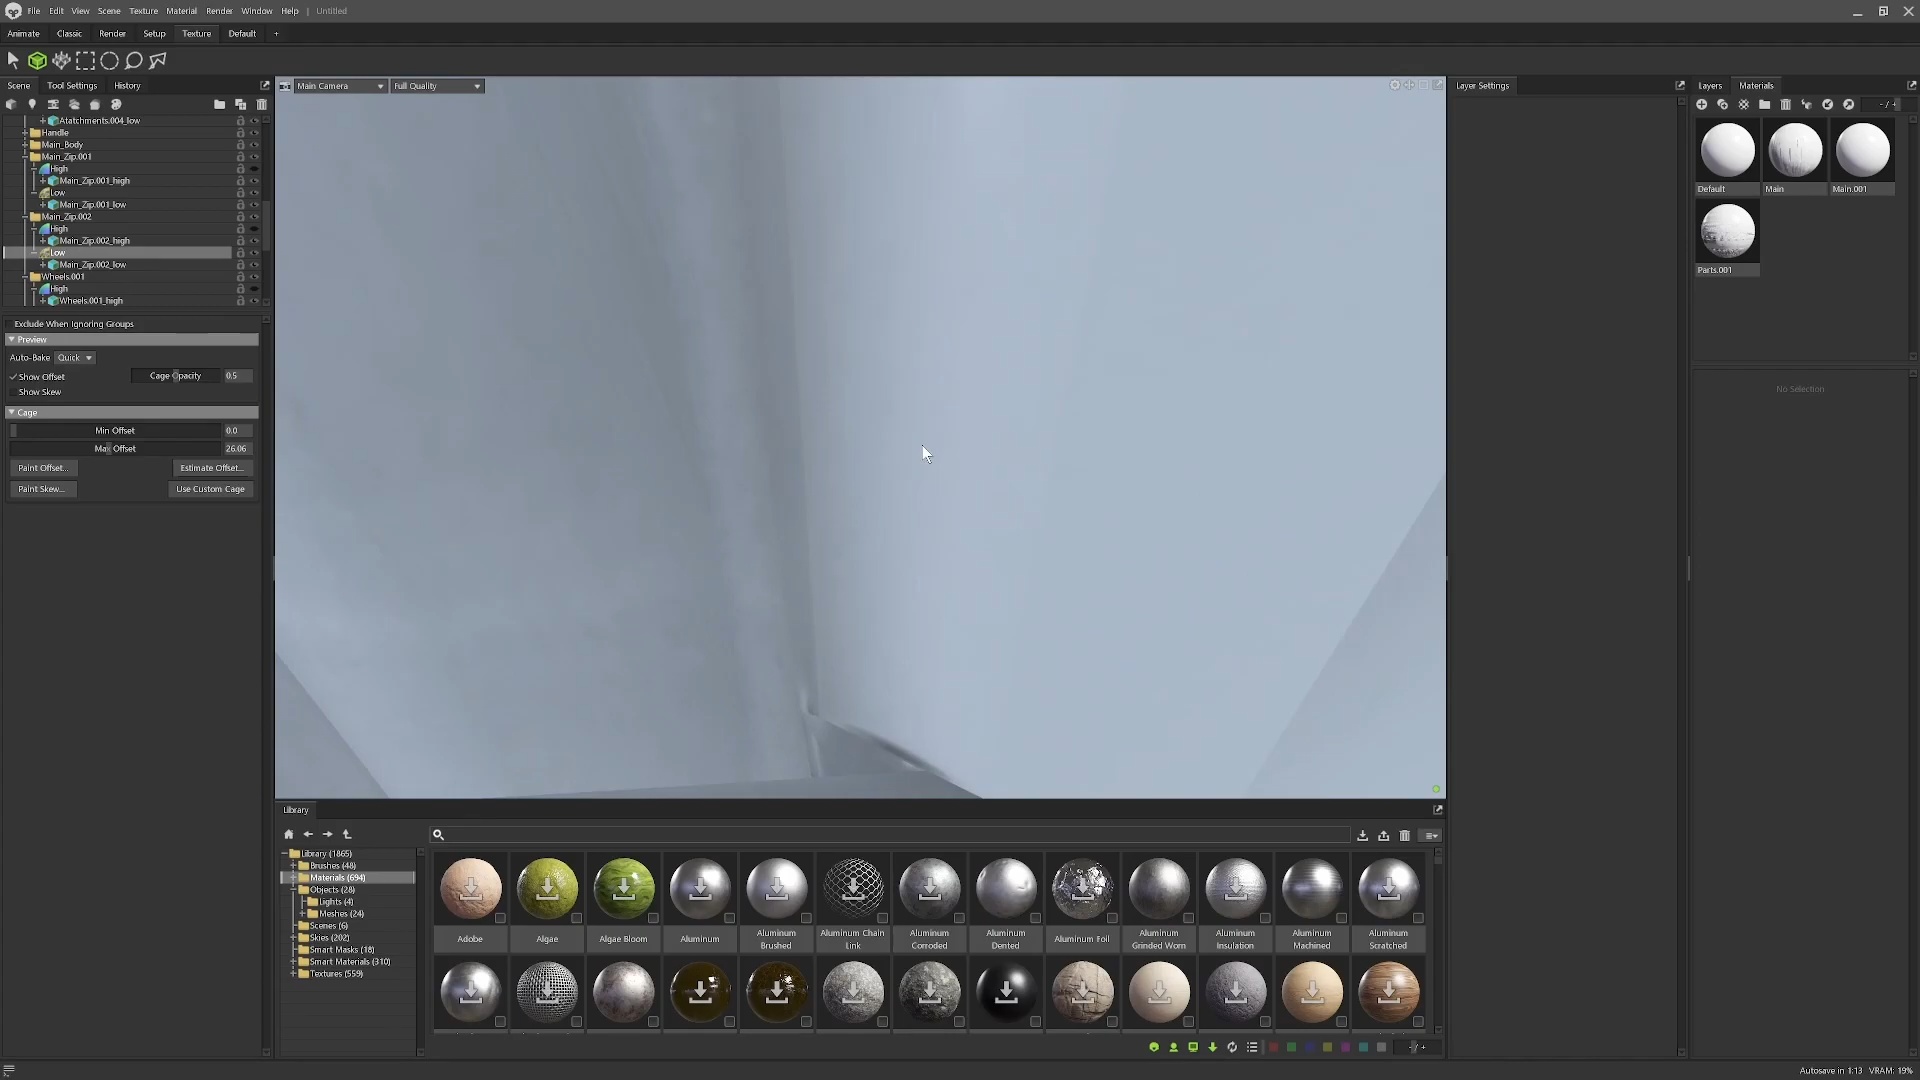 File Edit View Scene Texture Material Render Window Help | Untitled
Animate Classic Render Setup Texture Default +
Scene Tool Settings History
Main Camera
Full Quality
Layer Settings
Layers Materials
Atatchments.004_low
Handle
Main_Body
Main_Zip.001
High
Main_Zip.001_high
Low
Main_Zip.001_low
Main_Zip.002
High
Main_Zip.002_high
Low
Main_Zip.002_low
Wheels.001
High
Wheels.001_high
Exclude When Ignoring Groups
Preview
Auto-Bake Quick
Show Offset
Cage Opacity 0.5
Show Skew
Cage
Min Offset 0.0
Max Offset 26.06
Paint Offset... Estimate Offset...
Paint Skew... Use Custom Cage
Default Main Main.001
Parts.001
No Selection
Library
Library (1865)
Brushes (48)
Materials (694)
Objects (28)
Lights (4)
Meshes (24)
Scenes (6)
Skies (202)
Smart Masks (18)
Smart Materials (310)
Textures (559)
Adobe
Algae
Algae Bloom
Aluminum
Aluminum Brushed
Aluminum Chain Link
Aluminum Corroded
Aluminum Dented
Aluminum Foil
Aluminum Grinded Worn
Aluminum Insulation
Aluminum Machined
Aluminum Scratched
Autosave in 1:13 VRAM: 19%